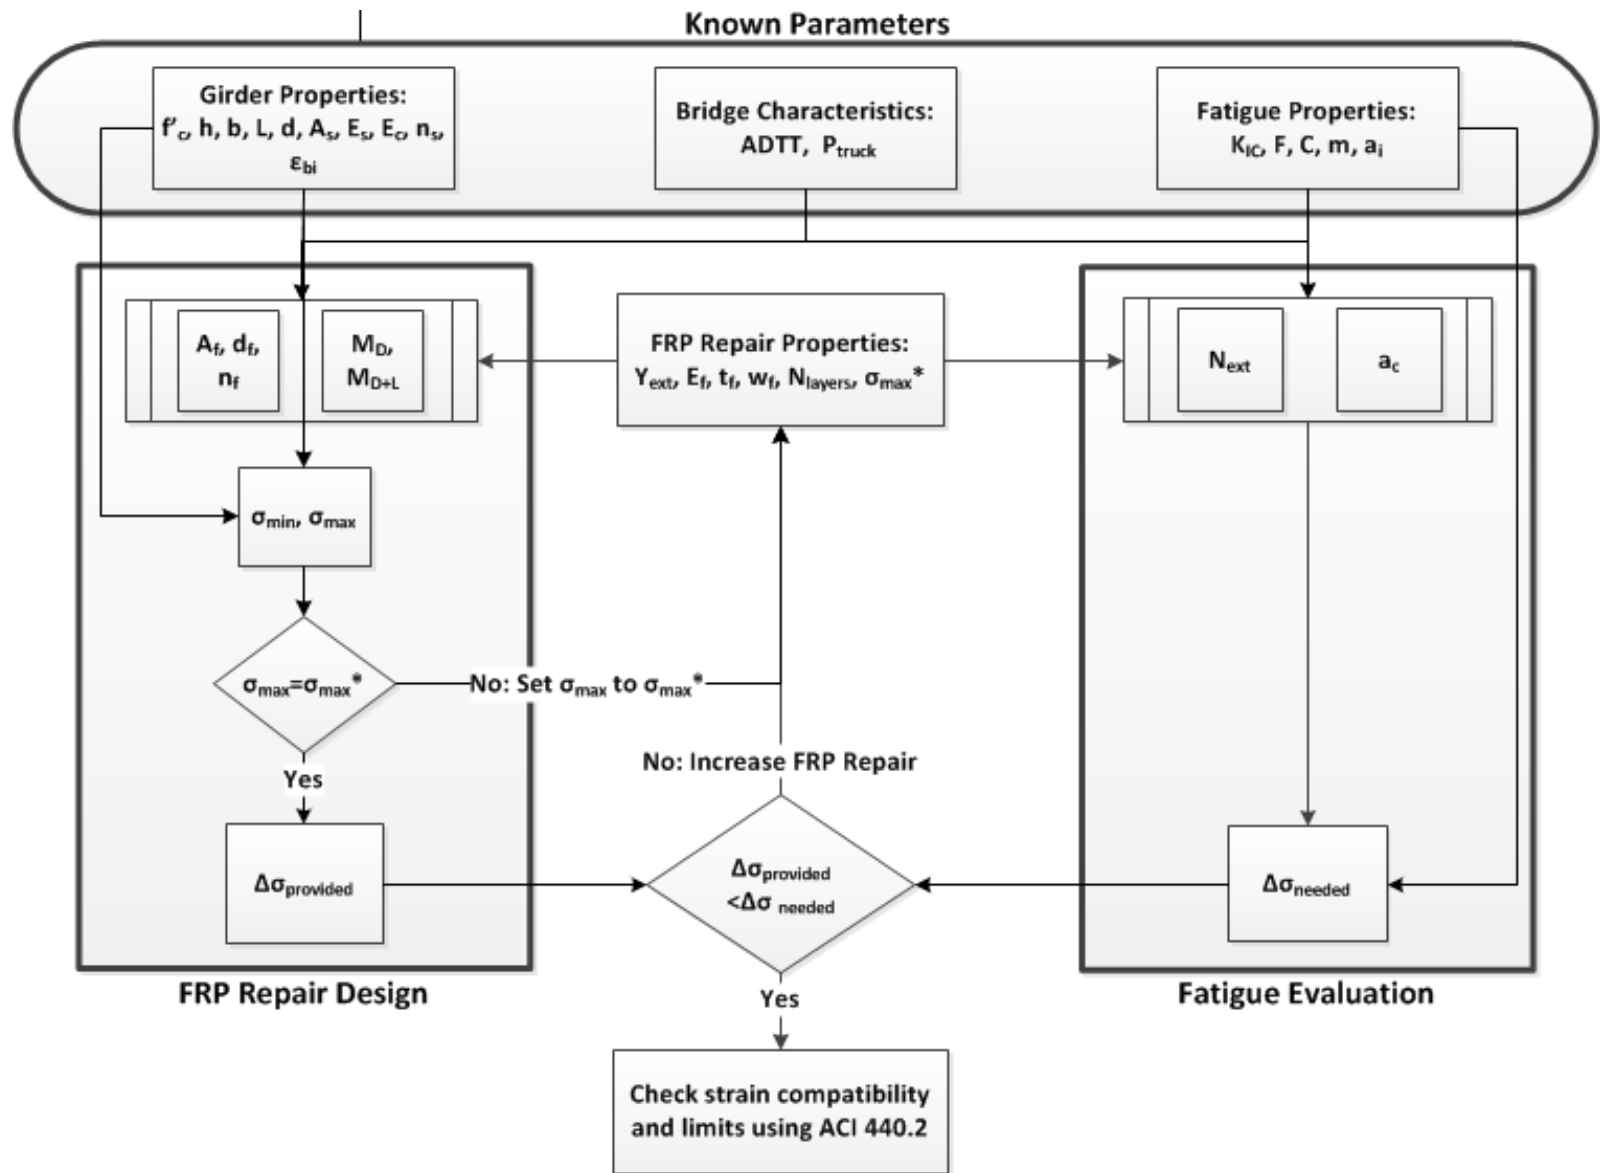 Known Parameters
Girder Properties:
f'c, h, b, L, d, As, Es, Ec, ns,
εbi
Bridge Characteristics:
ADTT, Ptruck
Fatigue Properties:
KIC, F, C, m, ai
Af, df,
nf
MD,
MD+L
FRP Repair Properties:
Yext, Ef, tf, wf, Nlayers, σmax*
Next
ac
σmin, σmax
σmax=σmax*
No: Set σmax to σmax*
Yes
No: Increase FRP Repair
Δσprovided
Δσprovided
<Δσ needed
Δσneeded
FRP Repair Design
Fatigue Evaluation
Yes
Check strain compatibility
and limits using ACI 440.2